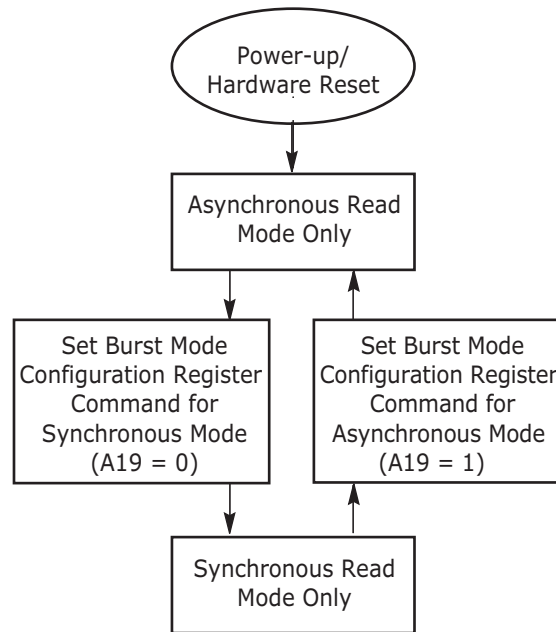 Power-up/
Hardware Reset
Asynchronous Read
Mode Only
Set Burst Mode
Configuration Register
Command for
Synchronous Mode
(A19 = 0)
Set Burst Mode
Configuration Register
Command for
Asynchronous Mode
(A19 = 1)
Synchronous Read
Mode Only